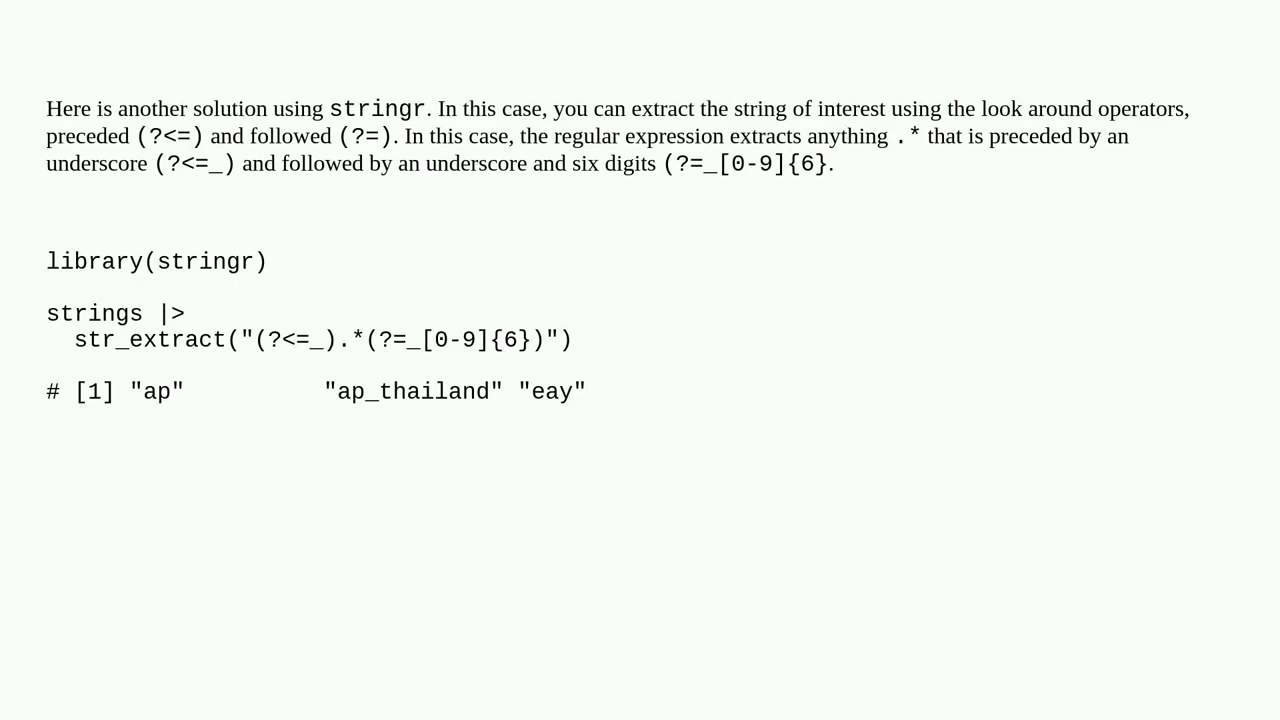 Here is another solution using stringr. In this case, you can extract the string of interest using the look around operators,
preceded (?<=) and followed (?=). In this case, the regular expression extracts anything .* that is preceded by an
underscore (?<=_) and followed by an underscore and six digits (?=_[0-9]{6}.
library(stringr)
strings |>
  str_extract("(?<=_).*(?=_[0-9]{6})")
# [1] "ap"          "ap_thailand" "eay"